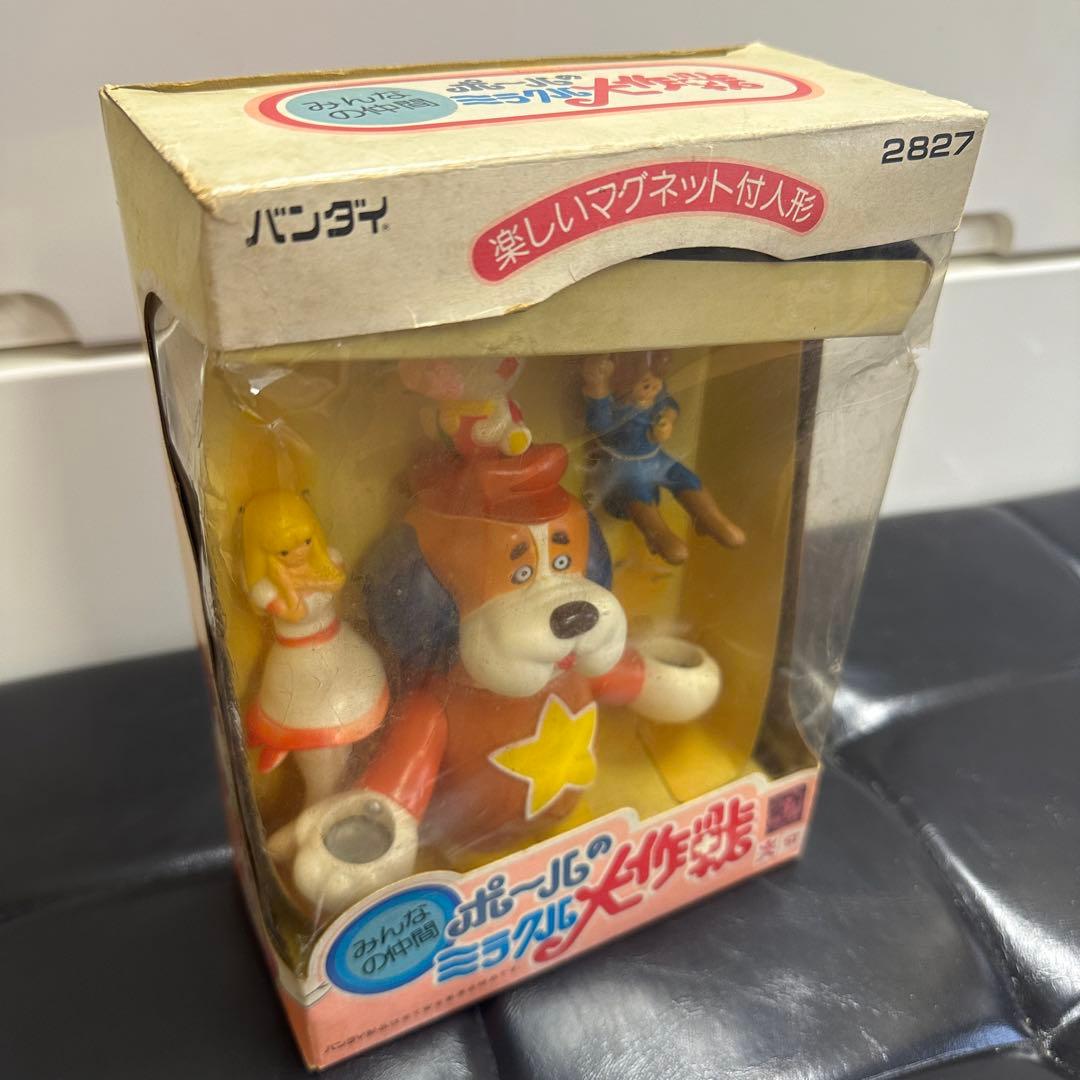 みんな
の仲間
ポールの
ミラクル大作戦
2827
バンダイ
楽しいマグネット付人形
みんな
の仲間
ポールの
ミラクル大作戦